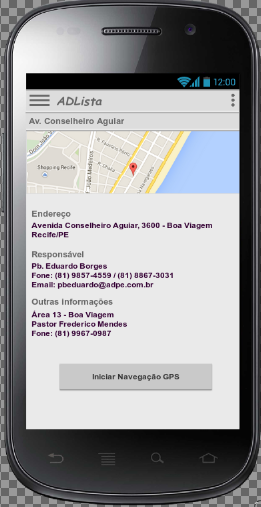 12:00
ADLista
Av. Conselheiro Aguiar
Shopping Recife
Endereço
Avenida Conselheiro Aguiar, 3600 - Boa Viagem
Recife/PE
Responsável
Pb. Eduardo Borges
Fone: (81) 9857-4559 / (81) 8867-3031
Email: pbeduardo@adpe.com.br
Outras Informações
Área 13 - Boa Viagem
Pastor Frederico Mendes
Fone: (81) 9967-0987
Iniciar Navegação GPS